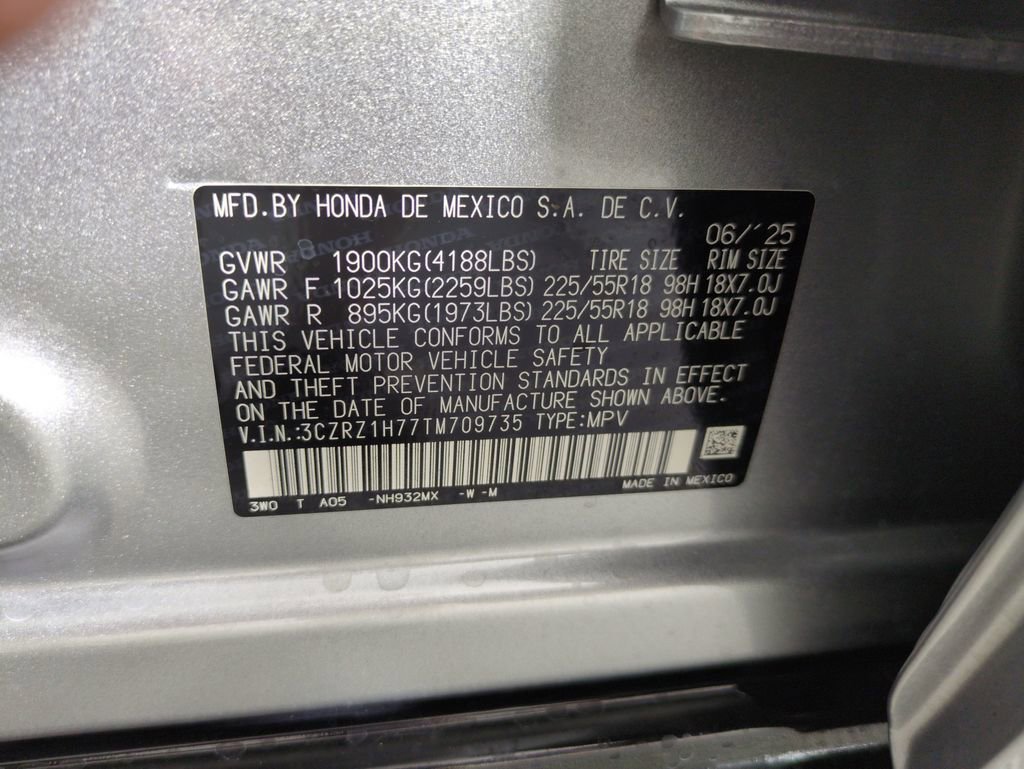 MFD.BY HONDA DE MEXICO S.A. DE C.V.
06/'25
GVWR 1900KG(4188LBS) TIRE SIZE RIM SIZE
GAWR F 1025KG(2259LBS) 225/55R18 98H 18X7.0J
GAWR R 895KG(1973LBS) 225/55R18 98H 18X7.0J
THIS VEHICLE CONFORMS TO ALL APPLICABLE
FEDERAL MOTOR VEHICLE SAFETY
AND THEFT PREVENTION STANDARDS IN EFFECT
ON THE DATE OF MANUFACTURE SHOWN ABOVE.
V.I.N.:3CZRZ1H77TM709735 TYPE:MPV
MADE IN MEXICO
3W0 T A05 -NH932MX -W -M